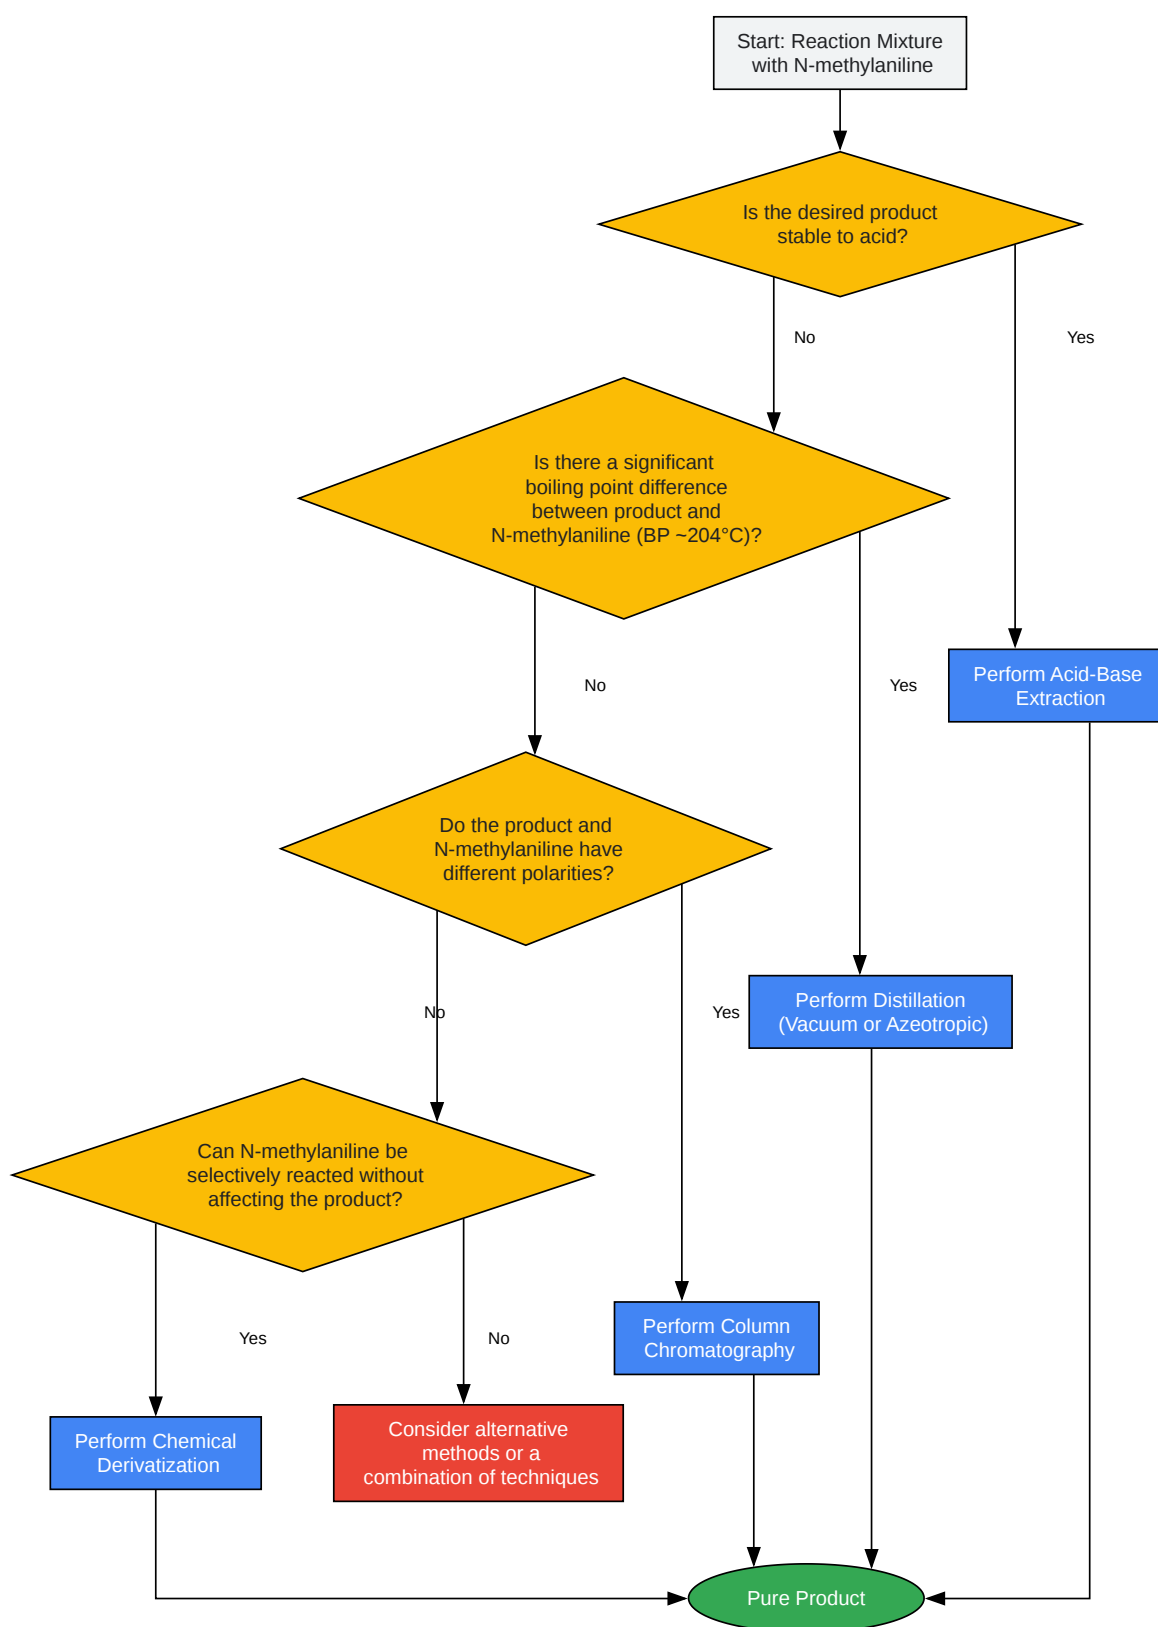 Start: Reaction Mixture
with N-methylaniline
Is the desired product
stable to acid?
No
Yes
Is there a significant
boiling point difference
between product and
N-methylaniline (BP ~204°C)?
No
Yes
Perform Acid-Base
Extraction
Do the product and
N-methylaniline have
different polarities?
No
Yes
Perform Distillation
(Vacuum or Azeotropic)
Can N-methylaniline be
selectively reacted without
affecting the product?
Yes
No
Perform Column
Chromatography
Perform Chemical
Derivatization
Consider alternative
methods or a
combination of techniques
Pure Product